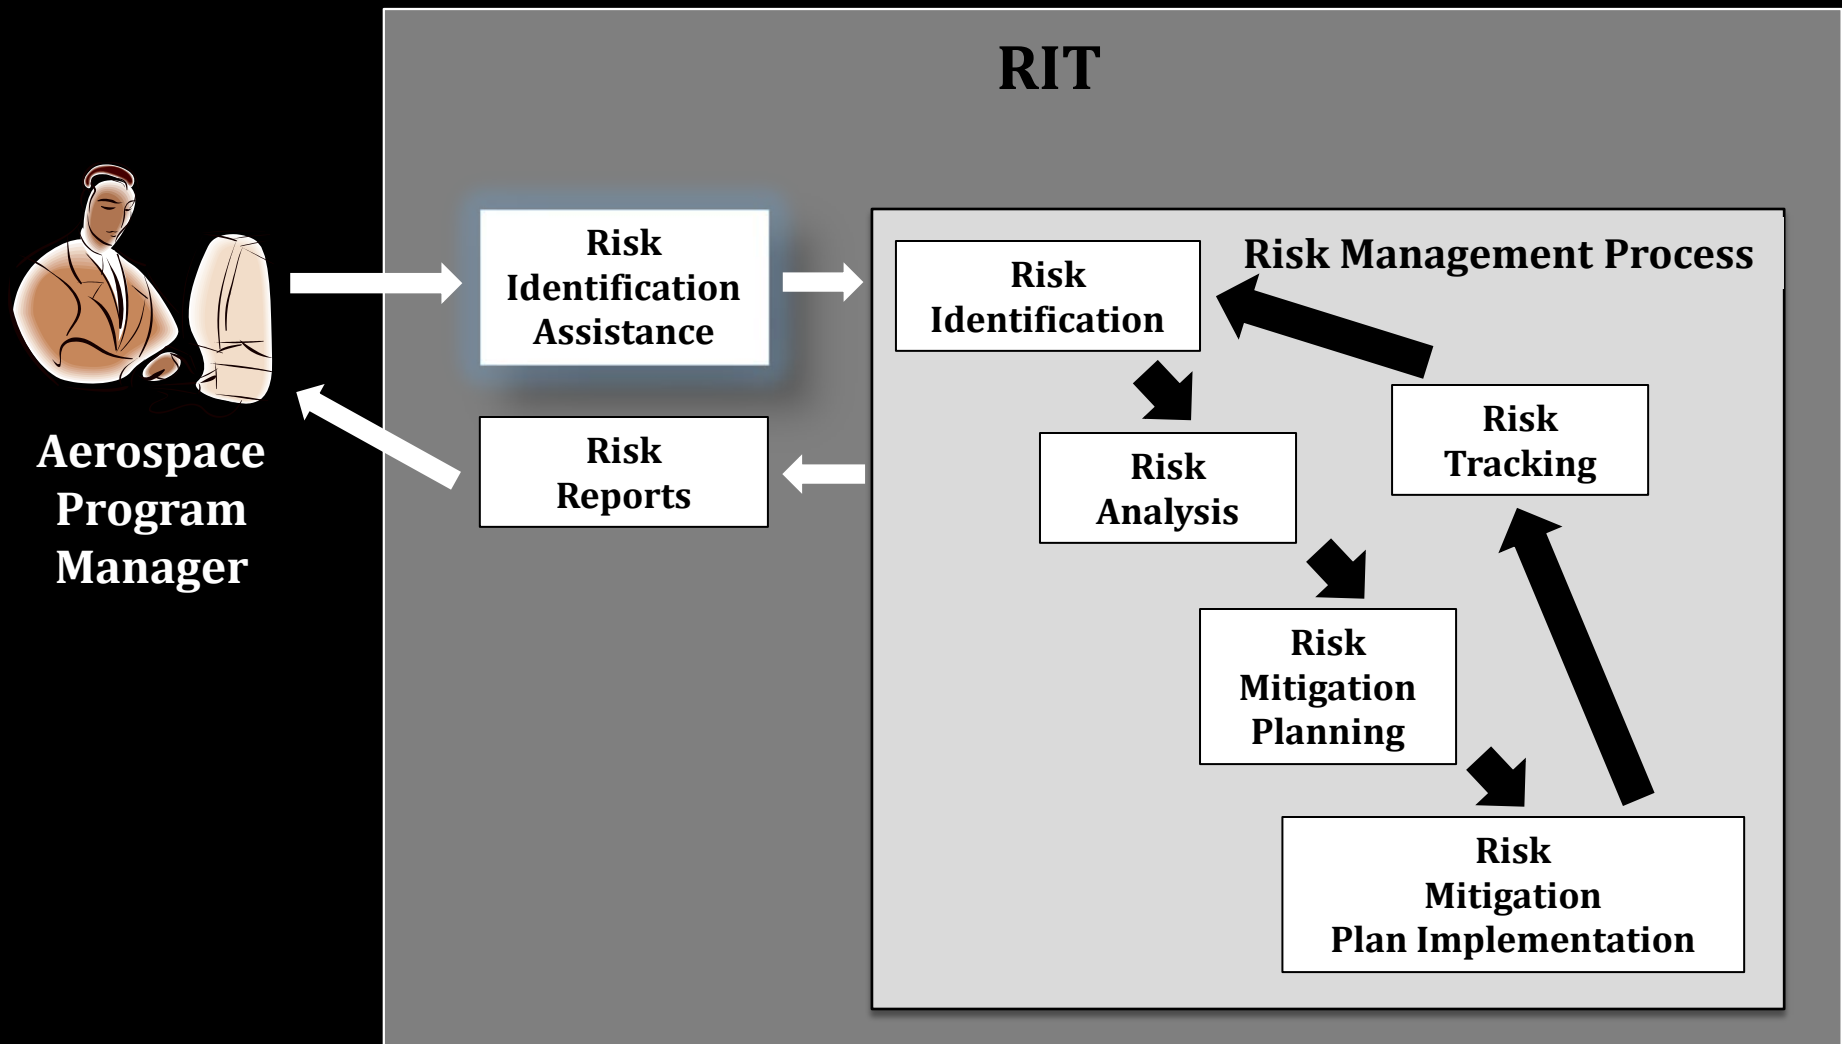 RIT
Risk
Identification
Assistance
Risk
Reports
Aerospace
Program
Manager
Risk Management Process
Risk
Identification
Risk
Analysis
Risk
Tracking
Risk
Mitigation
Planning
Risk
Mitigation
Plan Implementation